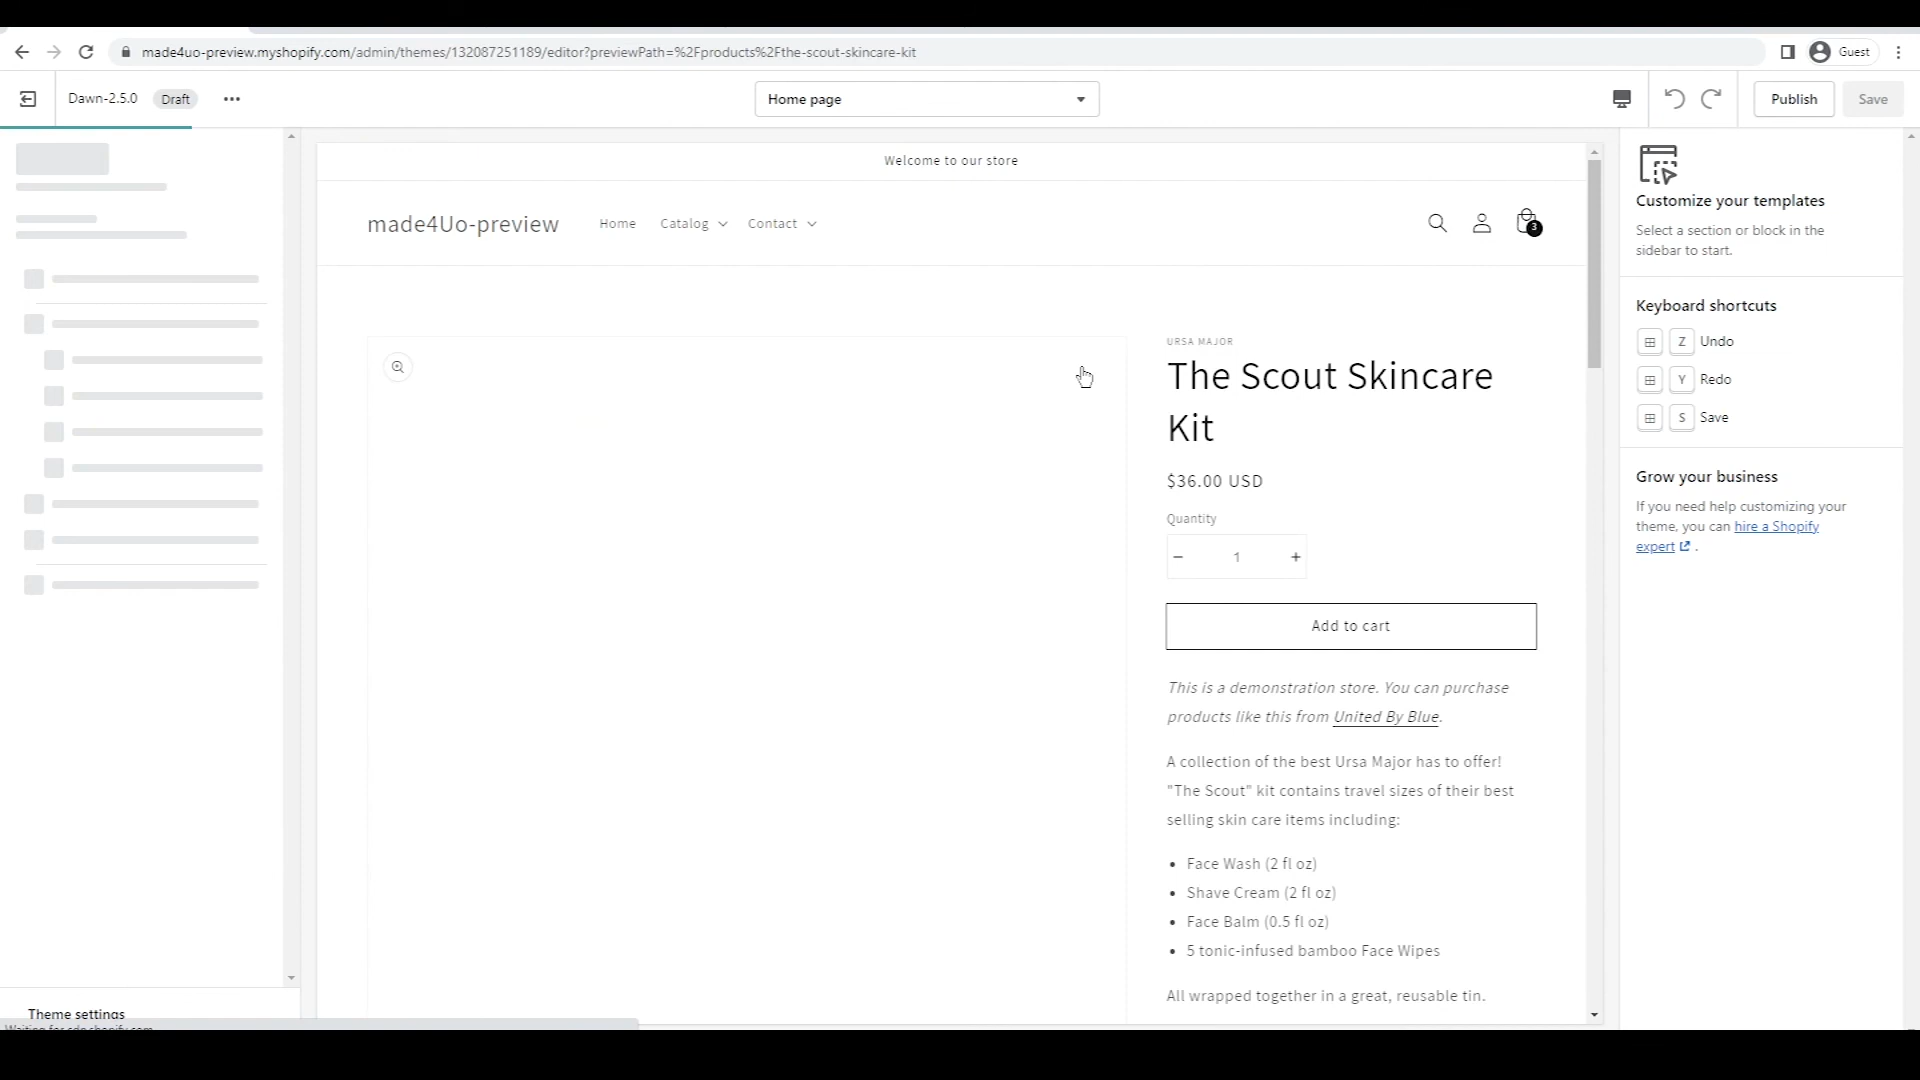 made4uo-preview.myshopify.com/admin/themes/132087251189/editor?previewPath=%2Fproducts%2Fthe-scout-skincare-kit
Guest
Dawn-2.5.0
Draft
Home page
Publish
Save
Welcome to our store
made4Uo-preview
Home
Catalog
Contact
3
URSA MAJOR
The Scout Skincare
Kit
$36.00 USD
Quantity
− 1 +
Add to cart
This is a demonstration store. You can purchase
products like this from United By Blue.
A collection of the best Ursa Major has to offer!
"The Scout" kit contains travel sizes of their best
selling skin care items including:
• Face Wash (2 fl oz)
• Shave Cream (2 fl oz)
• Face Balm (0.5 fl oz)
• 5 tonic-infused bamboo Face Wipes
All wrapped together in a great, reusable tin.
Customize your templates
Select a section or block in the
sidebar to start.
Keyboard shortcuts
Z Undo
Y Redo
S Save
Grow your business
If you need help customizing your
theme, you can hire a Shopify
expert .
Theme settings
Waiting for cdn.shopify.com